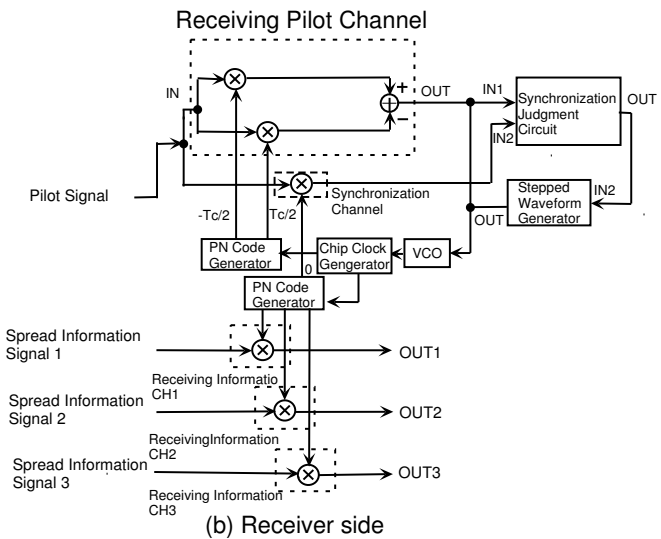 Receiving Pilot Channel
IN
+
OUT
−
IN1
Synchronization
Judgment
Circuit
OUT
IN2
Pilot Signal
Synchronization
Channel
-Tc/2
Tc/2
IN2
Stepped
Waveform
Generator
OUT
PN Code
Generator
Chip Clock
Gengerator
VCO
0
PN Code
Generator
Spread Information
Signal 1
OUT1
Receiving Informatio
CH1
Spread Information
Signal 2
OUT2
ReceivingInformation
CH2
Spread Information
Signal 3
OUT3
Receiving Information
CH3
(b) Receiver side